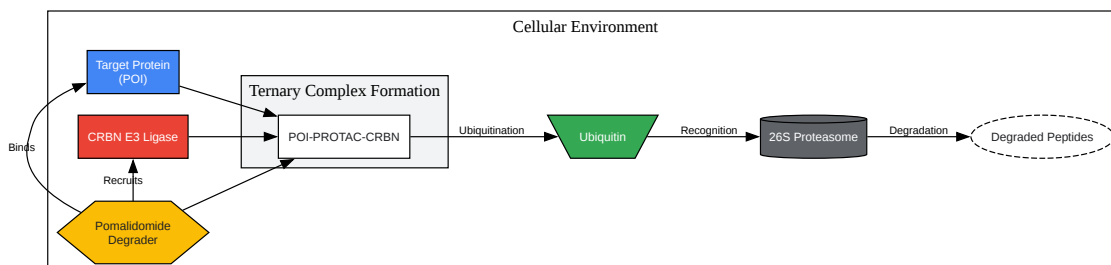 Cellular Environment
Target Protein
(POI)
Ternary Complex Formation
CRBN E3 Ligase
POI-PROTAC-CRBN
Ubiquitination
Ubiquitin
Recognition
26S Proteasome
Degradation
Degraded Peptides
Binds
Recruits
Pomalidomide
Degrader